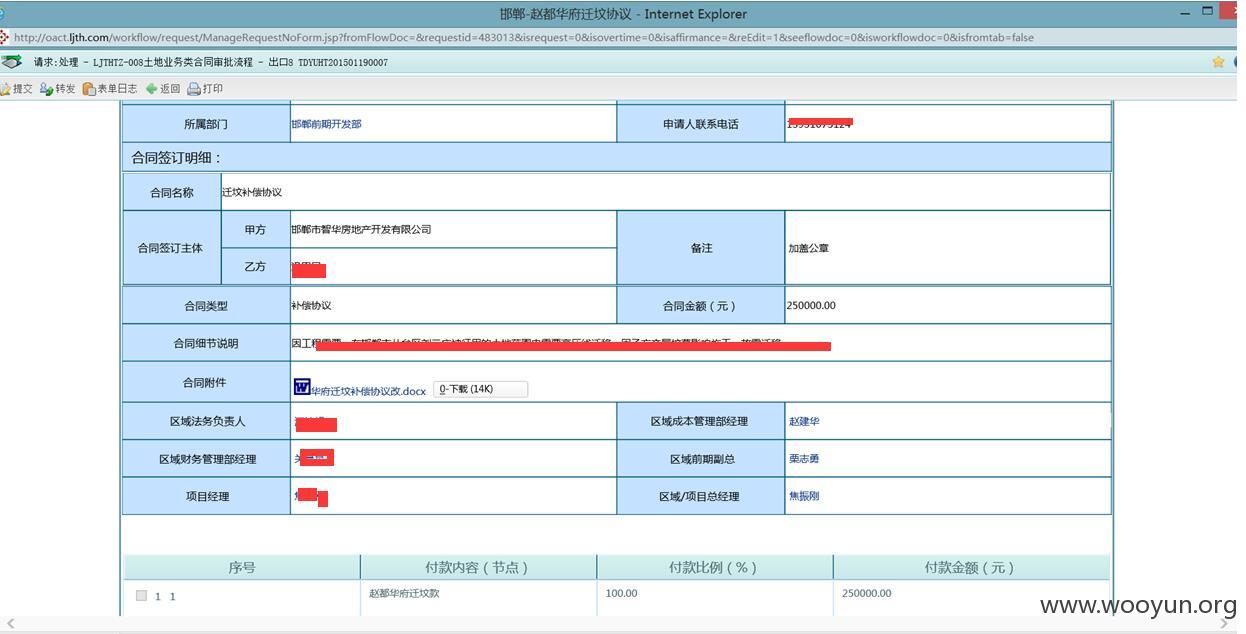 邯郸-赵都华府迁坟协议 - Internet Explorer
http://oact.ljth.com/workflow/request/ManageRequestNoForm.jsp?fromFlowDoc=&requestid=483013&isrequest=0&isovertime=0&isaffirmance=&reEdit=1&seeflowdoc=0&isworkflowdoc=0&isfromtab=false
请求:处理 - LJTHTZ-008土地业务类合同审批流程 - 出口8 TDYUHT201501190007
提交 转发 表单日志 返回 打印
所属部门 邯郸前期开发部 申请人联系电话
合同签订明细：
合同名称 迁坟补偿协议
合同签订主体 甲方 邯郸市智华房地产开发有限公司 备注 加盖公章
乙方
合同类型 补偿协议 合同金额（元） 250000.00
合同细节说明 因工程
合同附件 华府迁坟补偿协议改.docx 0-下载 (14K)
区域法务负责人 区域成本管理部经理 赵建华
区域财务管理部经理 区域前期副总 栗志勇
项目经理 区域/项目总经理 焦振刚
序号 付款内容（节点） 付款比例（%） 付款金额（元）
1 1 赵都华府迁坟款 100.00 250000.00
www.wooyun.org